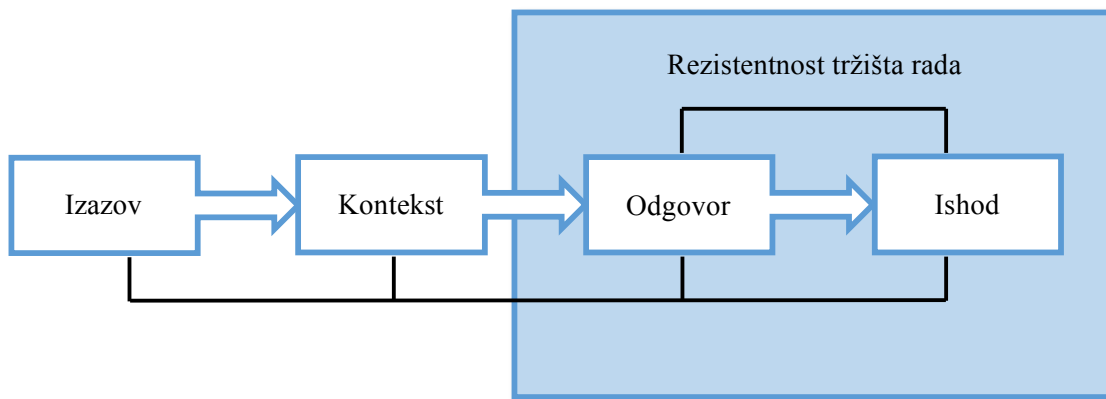 Rezistentnost tržišta rada
Izazov
Kontekst
Odgovor
Ishod